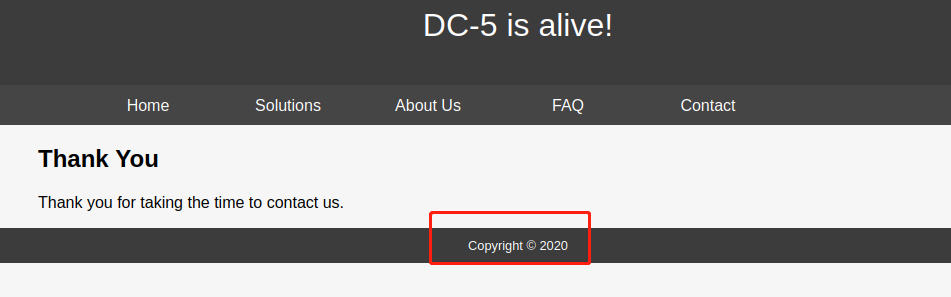 DC-5 is alive!
Home Solutions About Us FAQ Contact
Thank You
Thank you for taking the time to contact us.
Copyright © 2020